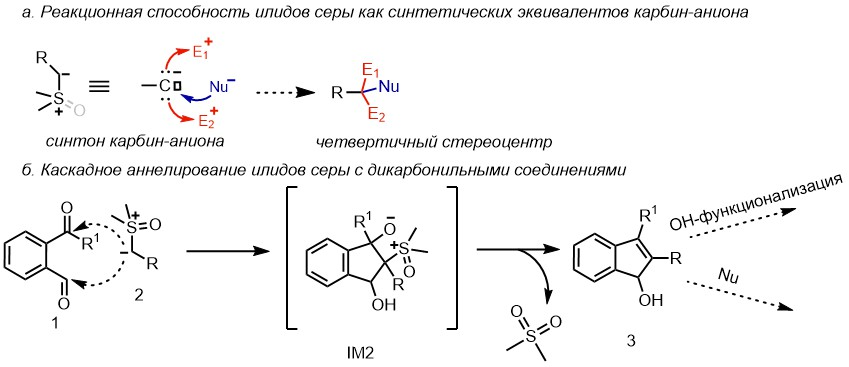 а. Реакционная способность илидов серы как синтетических эквивалентов карбин-аниона
R − S + O ≡ − C − E₁⁺ Nu⁻ E₂⁺ R E₁ Nu E₂
синтон карбин-аниона четвертичный стереоцентр
б. Каскадное аннелирование илидов серы с дикарбонильными соединениями
O R¹ O 1
S + O − R 2
R¹ O⁻ S + O R OH
IM2
O S O
R¹ R OH
3
OH-функционализация
Nu